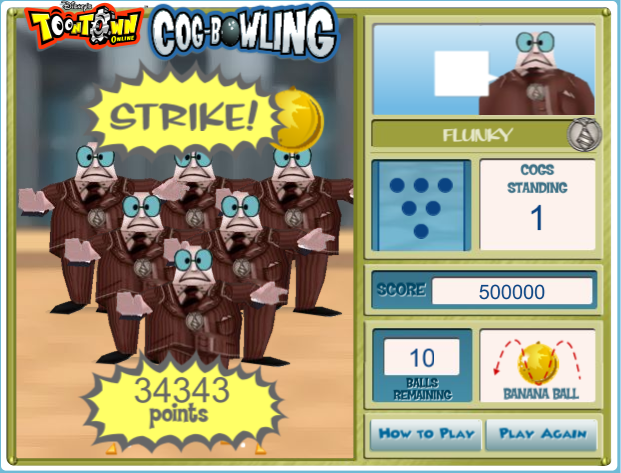 Disney's
TOONTOWN
ONLINE
COG-BOWLING
STRIKE!
34343
points
FLUNKY
COGS
STANDING
1
SCORE 500000
10
BALLS
REMAINING
BANANA BALL
HOW TO PLAY
PLAY AGAIN